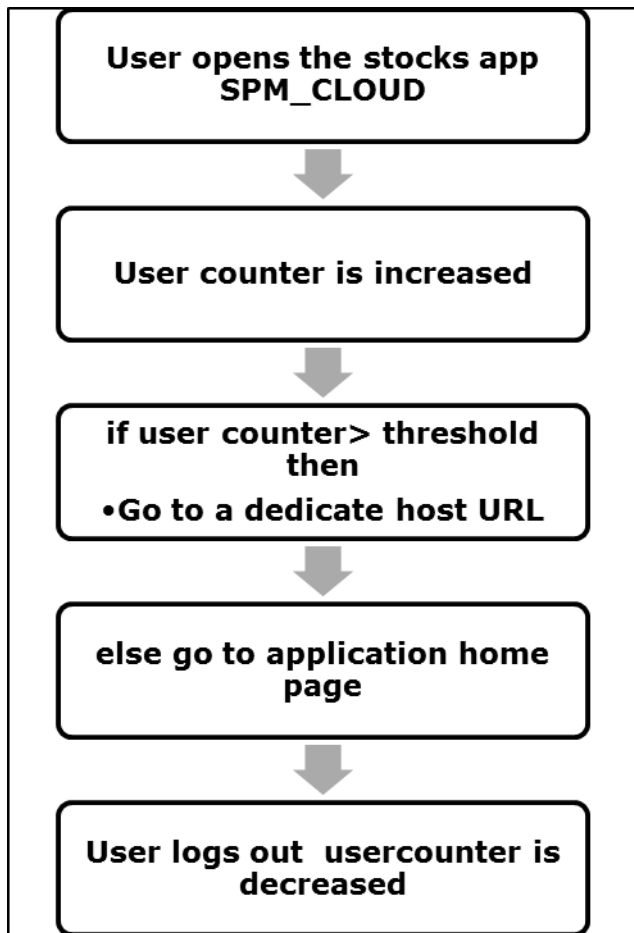 User opens the stocks app
SPM_CLOUD
User counter is increased
if user counter> threshold
then
•Go to a dedicate host URL
else go to application home
page
User logs out  usercounter is
decreased